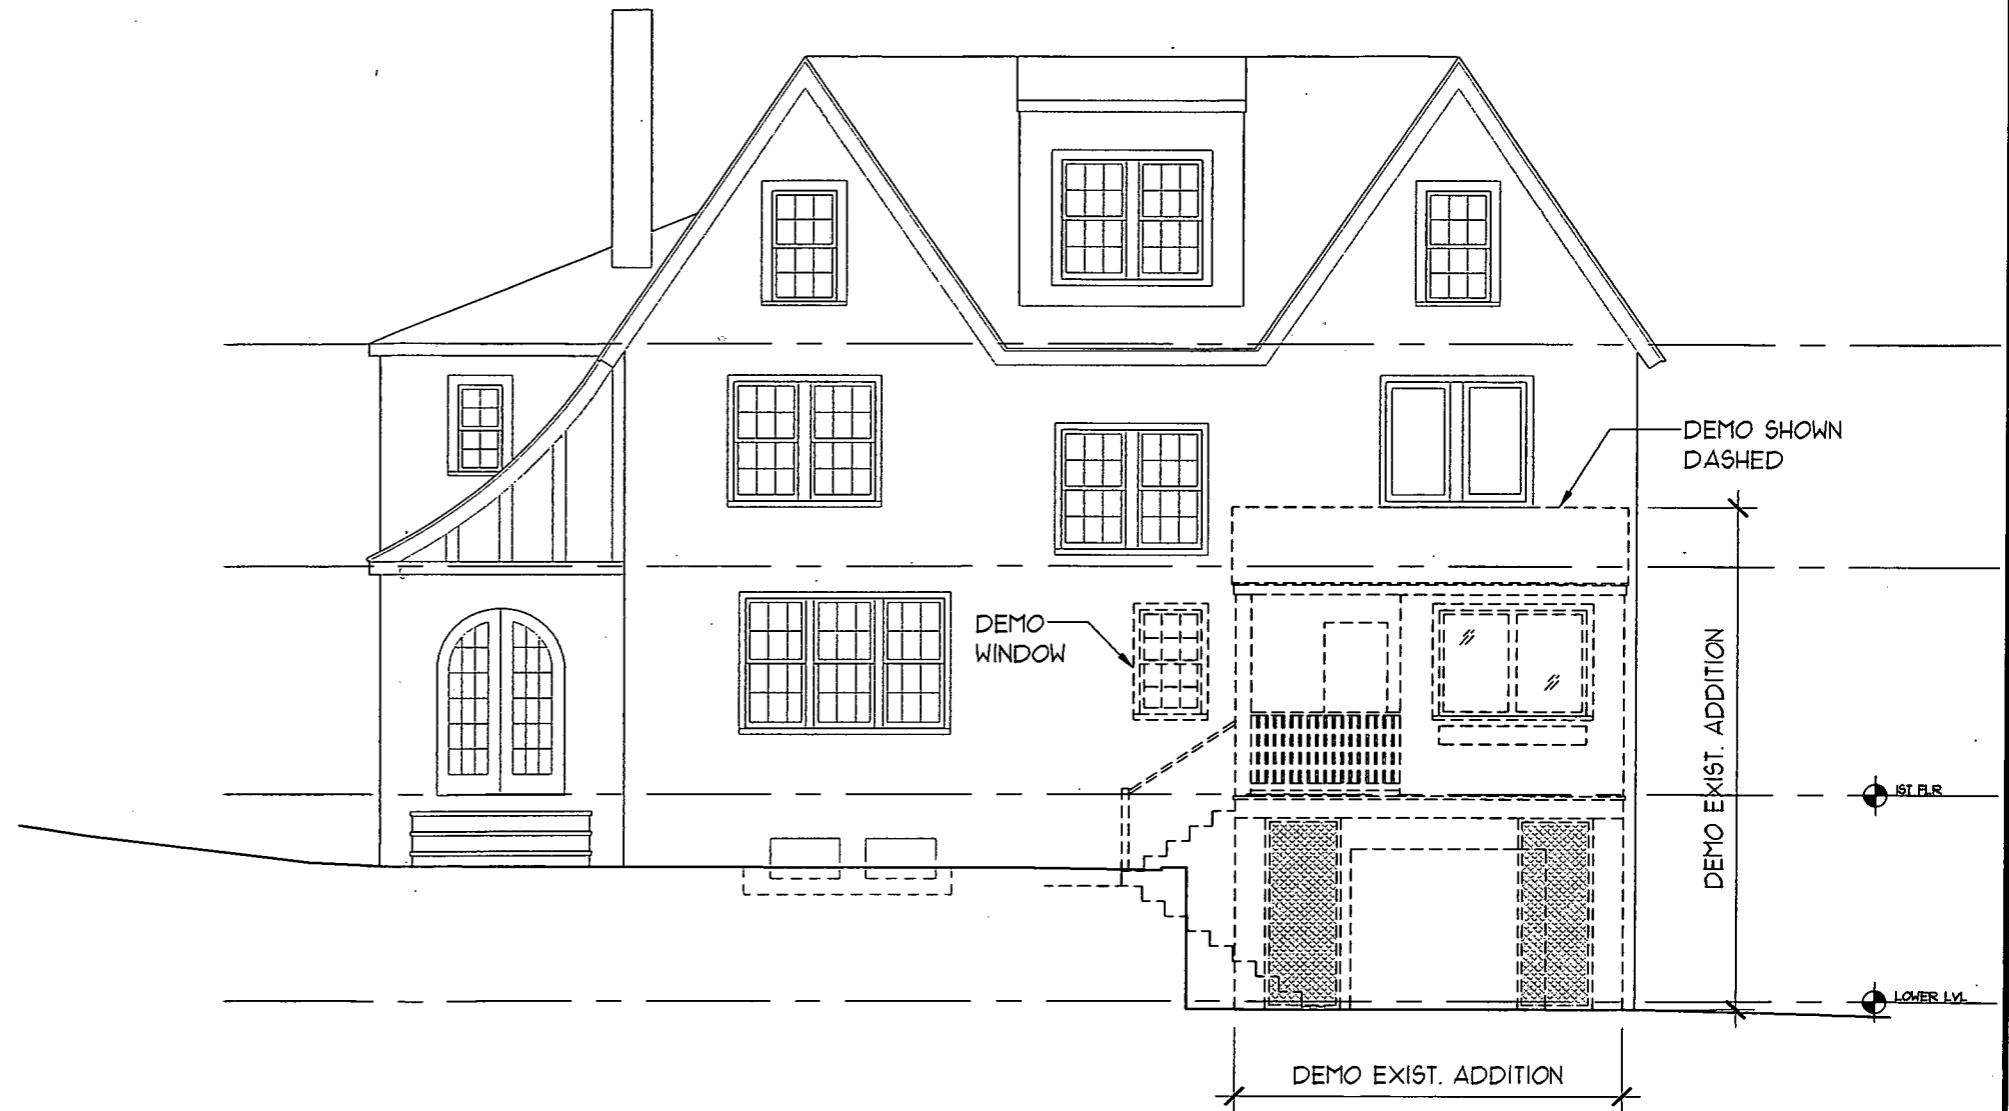 DEMO SHOWN
DASHED
DEMO
WINDOW
DEMO EXIST. ADDITION
1ST FLR
LOWER LVL
DEMO EXIST. ADDITION